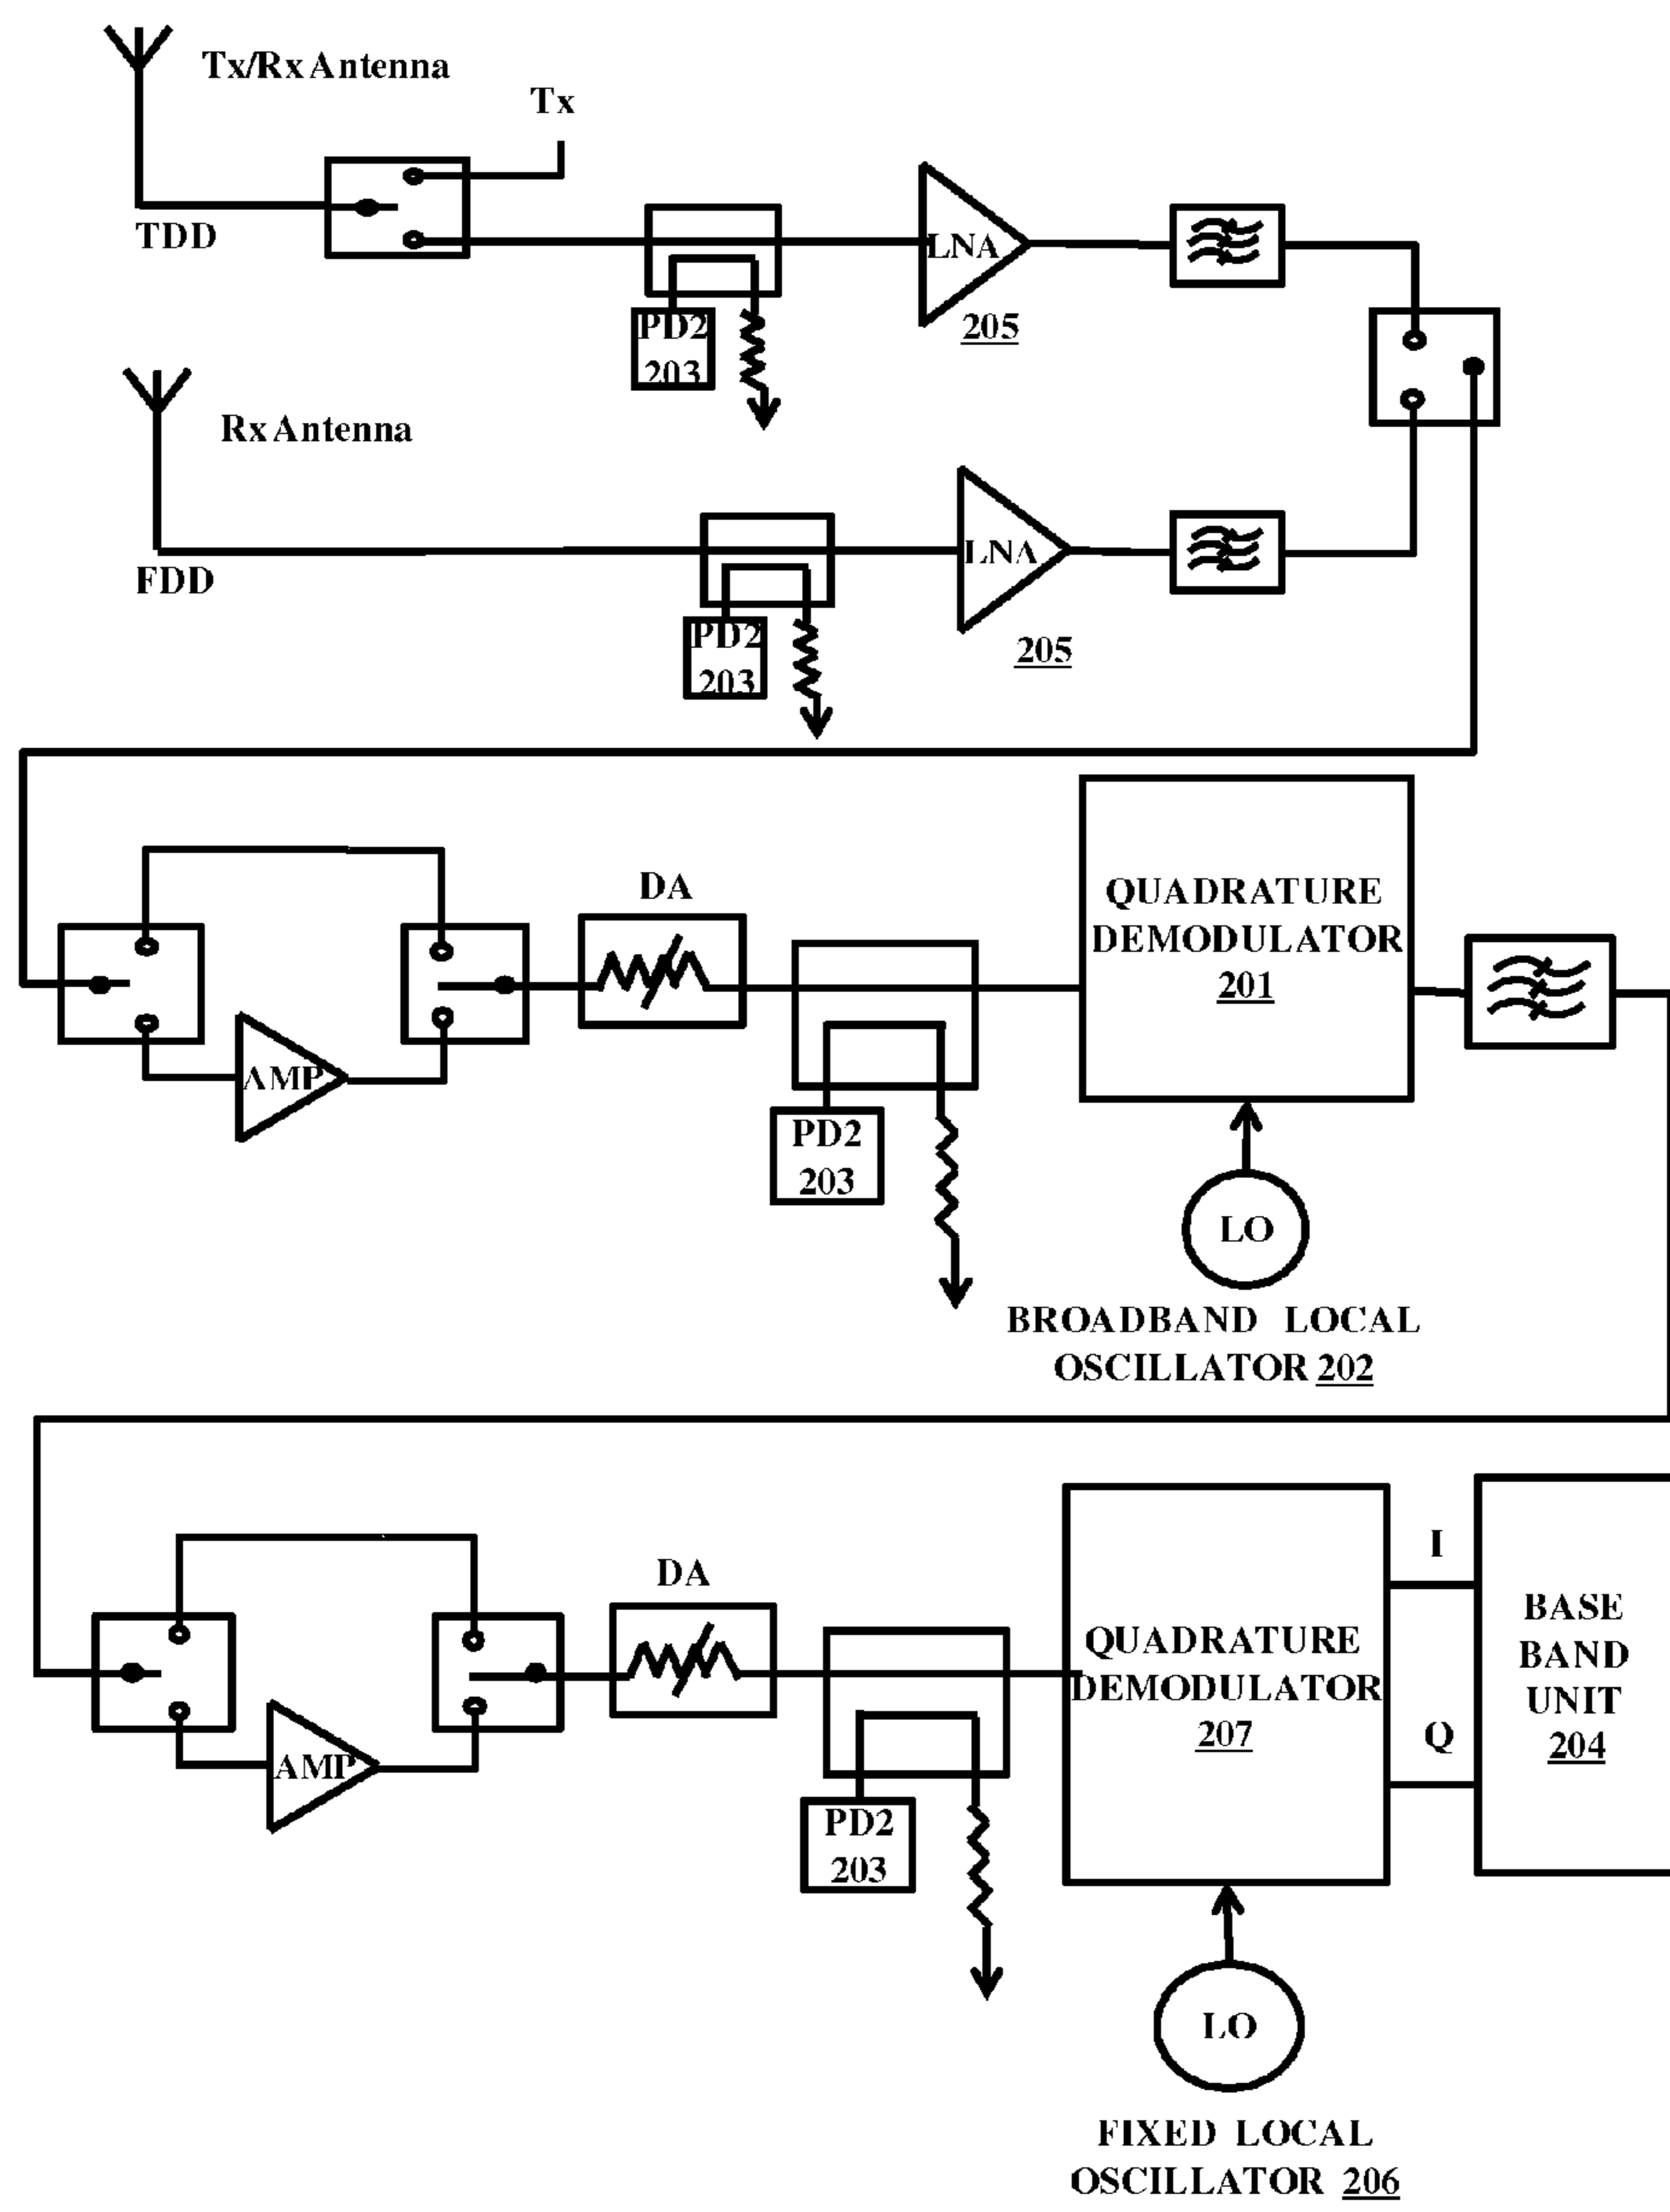 Tx/Rx Antenna
Tx
TDD
LNA
205
PD2
203
Rx Antenna
LNA
FDD
PD2
203
205
DA
QUADRATURE
DEMODULATOR
201
AMP
PD2
203
LO
BROADBAND LOCAL
OSCILLATOR 202
DA
I
BASE
BAND
UNIT
204
QUADRATURE
DEMODULATOR
207
Q
AMP
PD2
203
LO
FIXED LOCAL
OSCILLATOR 206